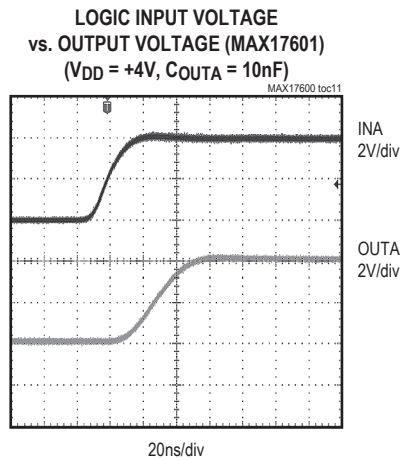 LOGIC INPUT VOLTAGE
vs. OUTPUT VOLTAGE (MAX17601)
(VDD = +4V, COUTA = 10nF)
MAX17600 toc11
INA
2V/div
OUTA
2V/div
20ns/div